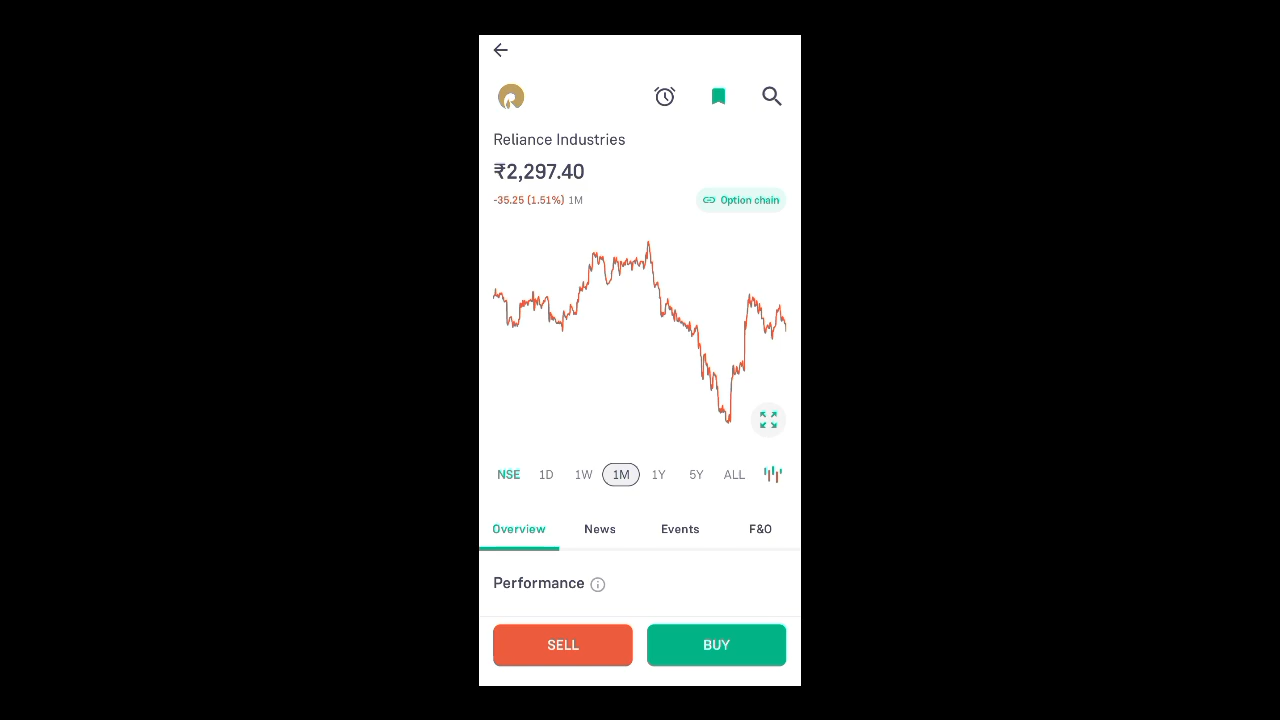 Reliance Industries
₹2,297.40
-35.25 (1.51%) 1M
Option chain
NSE 1D 1W 1M 1Y 5Y ALL
Overview News Events F&O
Performance
SELL BUY